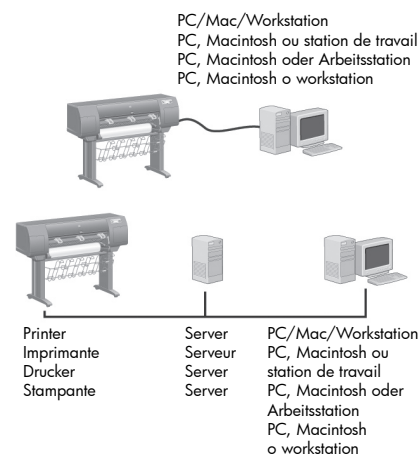 PC/Mac/Workstation
PC, Macintosh ou station de travail
PC, Macintosh oder Arbeitsstation
PC, Macintosh o workstation
Printer
Imprimante
Drucker
Stampante
Server
Serveur
Server
Server
PC/Mac/Workstation
PC, Macintosh ou
station de travail
PC, Macintosh oder
Arbeitsstation
PC, Macintosh
o workstation